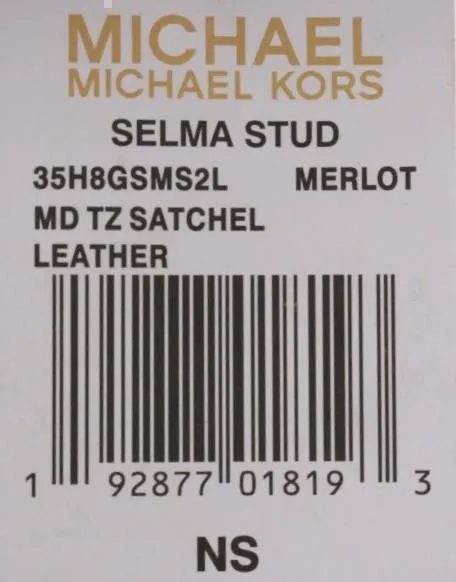 MICHAEL
MICHAEL KORS
SELMA STUD
35H8GSMS2L MERLOT
MD TZ SATCHEL
LEATHER
1 92877 01819 3
NS